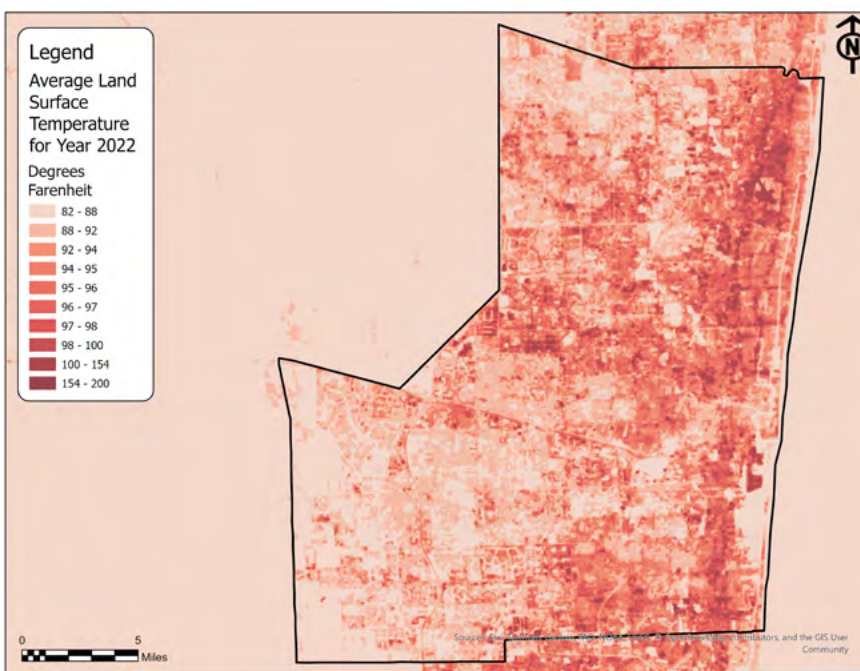 Legend
Average Land
Surface
Temperature
for Year 2022
Degrees
Farenheit
82 - 88
88 - 92
92 - 94
94 - 95
95 - 96
96 - 97
97 - 98
98 - 100
100 - 154
154 - 200
N
0 5
Miles
Sources: contributors, and the GIS User
Community